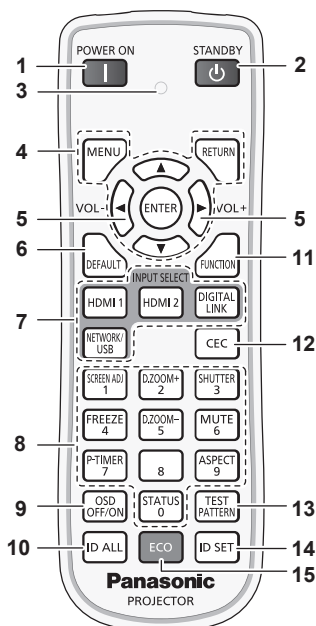 POWER ON STANDBY
1 2
3
4 MENU RETURN
VOL- ◀ ENTER ▶ VOL+
5 5
6 DEFAULT FUNCTION 11
INPUT SELECT
HDMI 1 HDMI 2 DIGITAL LINK
7
NETWORK/USB CEC 12
SCREEN ADJ D.ZOOM+ SHUTTER
1 2 3
FREEZE D.ZOOM- MUTE
4 5 6
8
P-TIMER ASPECT
7 8 9
9 OSD OFF/ON STATUS 0 TEST PATTERN 13
10 ID ALL ECO ID SET 14
15
Panasonic
PROJECTOR